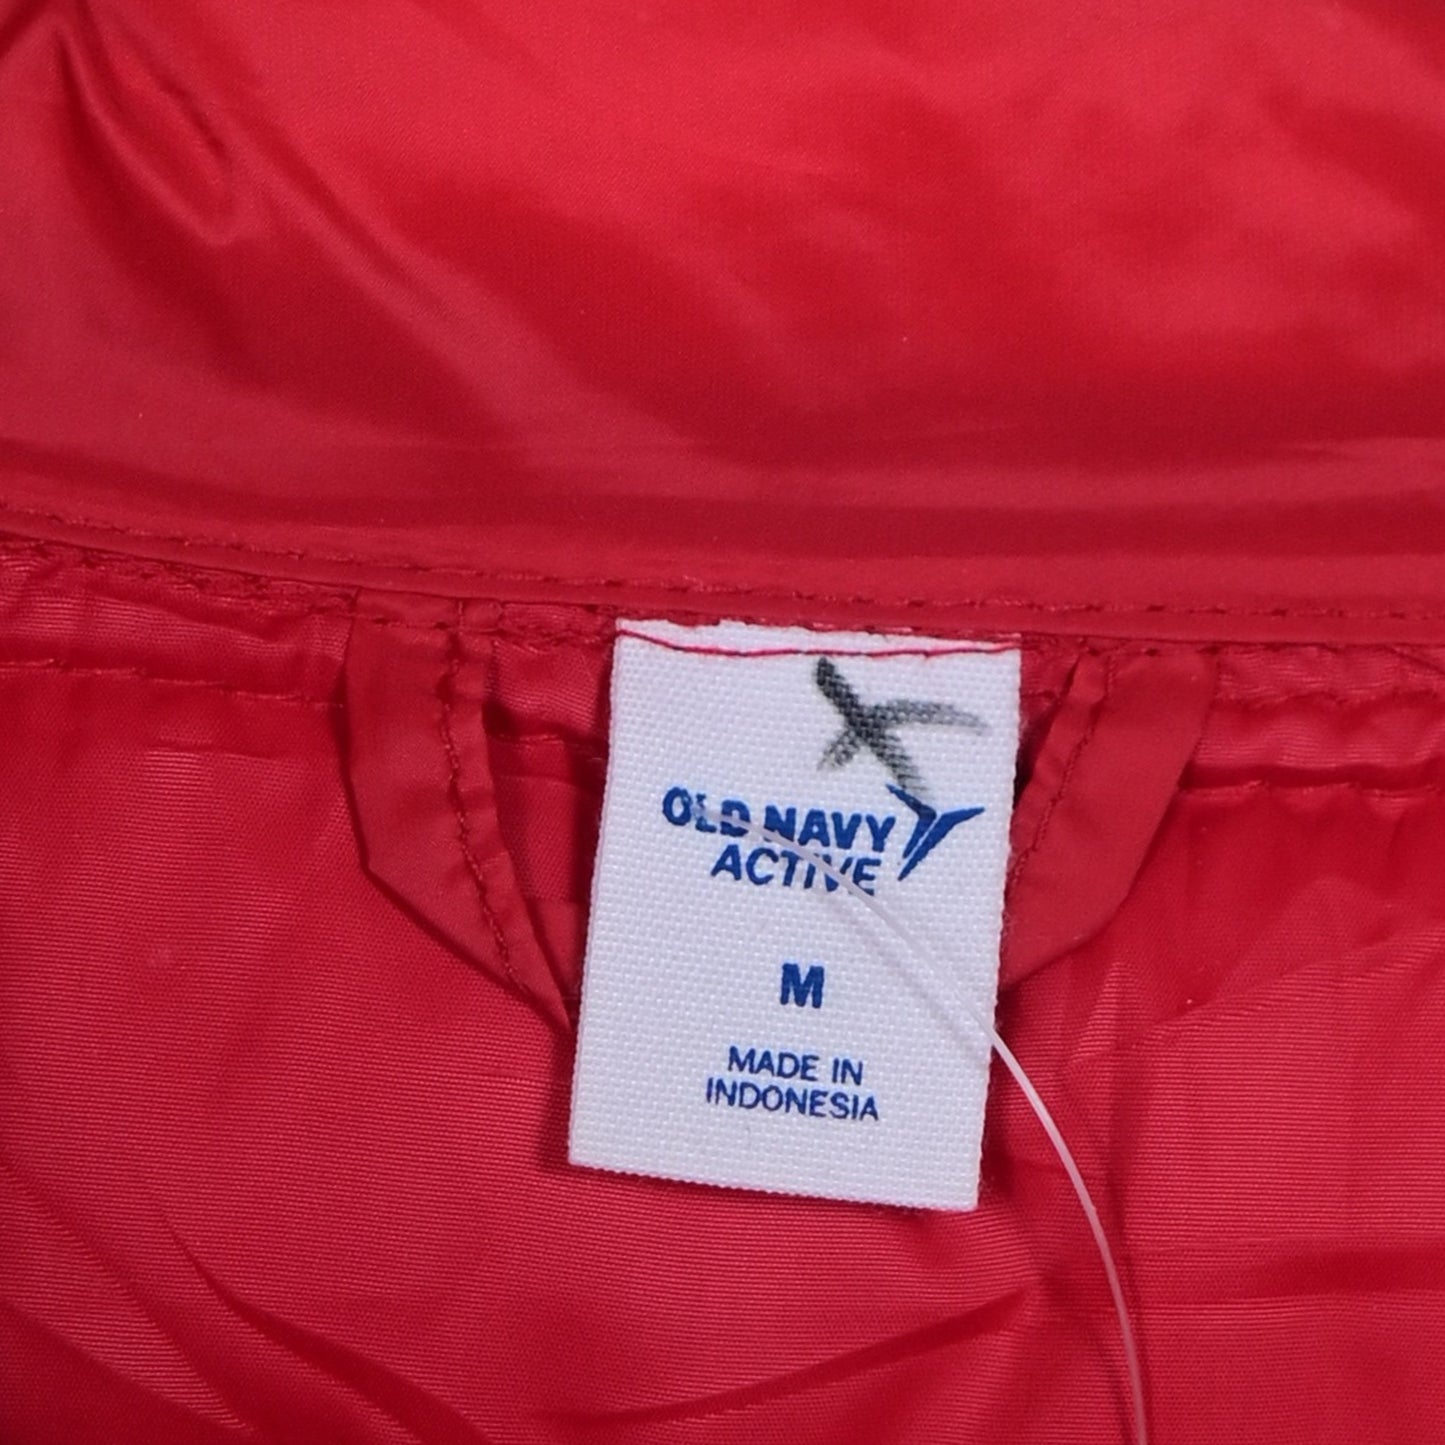 OLD NAVY
ACTIVE
M
MADE IN
INDONESIA